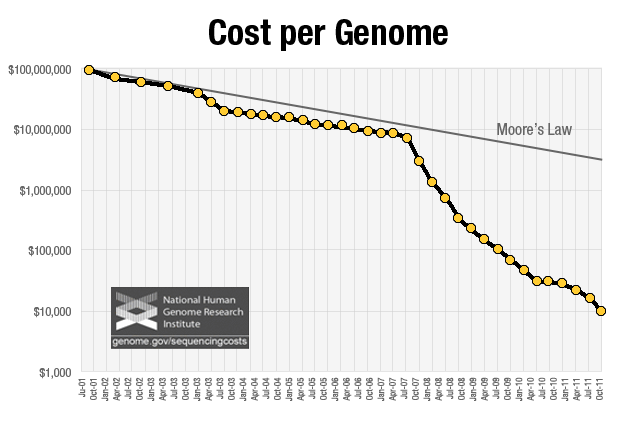 Cost per Genome
$100,000,000
$10,000,000
$1,000,000
$100,000
$10,000
$1,000
Moore's Law
National Human
Genome Research
Institute
genome.gov/sequencingcosts
Oct-01
Jan-02
Apr-02
Jul-02
Oct-02
Jan-03
Apr-03
Jul-03
Oct-03
Jan-04
Apr-04
Jul-04
Oct-04
Jan-05
Apr-05
Jul-05
Oct-05
Jan-06
Apr-06
Jul-06
Oct-06
Jan-07
Apr-07
Jul-07
Oct-07
Jan-08
Apr-08
Jul-08
Oct-08
Jan-09
Apr-09
Jul-09
Oct-09
Jan-10
Apr-10
Jul-10
Oct-10
Jan-11
Apr-11
Jul-11
Oct-11